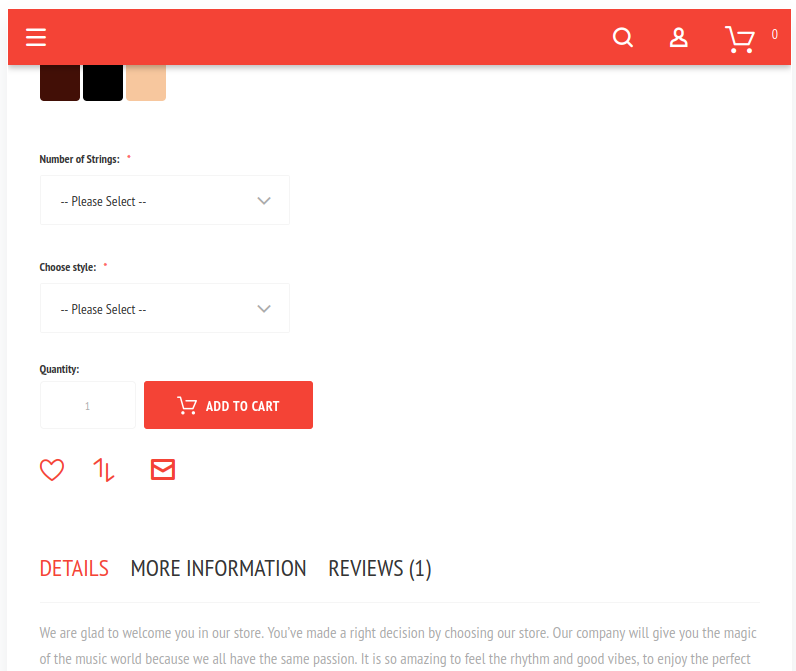 0
Number of Strings: *
-- Please Select --
Choose style: *
-- Please Select --
Quantity:
1
ADD TO CART
DETAILS MORE INFORMATION REVIEWS (1)
We are glad to welcome you in our store. You've made a right decision by choosing our store. Our company will give you the magic
of the music world because we all have the same passion. It is so amazing to feel the rhythm and good vibes, to enjoy the perfect